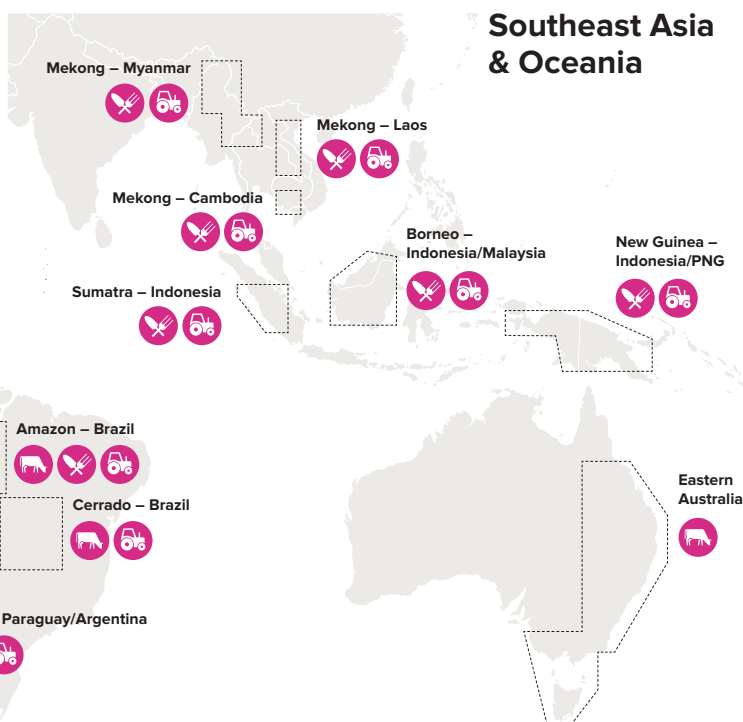 Southeast Asia
& Oceania
Mekong – Myanmar
Mekong – Laos
Mekong – Cambodia
Borneo –
Indonesia/Malaysia
New Guinea –
Indonesia/PNG
Sumatra – Indonesia
Amazon – Brazil
Cerrado – Brazil
Eastern
Australia
Paraguay/Argentina